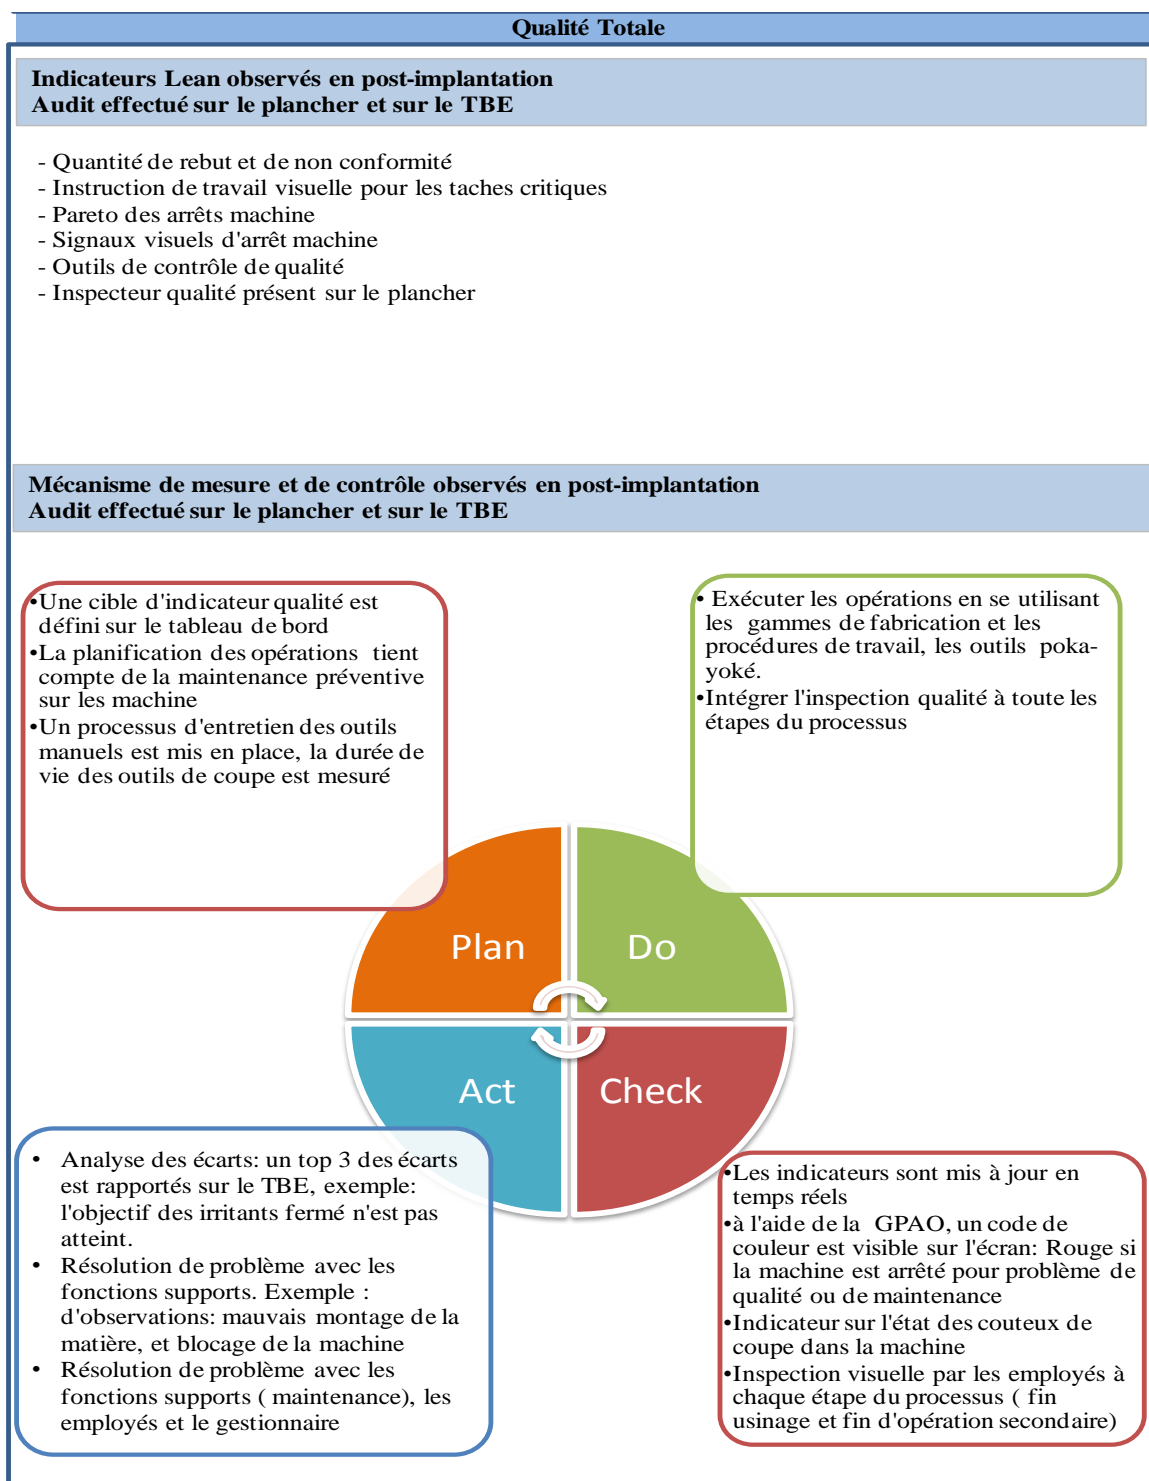 Qualité Totale
Indicateurs Lean observés en post-implantation
Audit effectué sur le plancher et sur le TBE
- Quantité de rebut et de non conformité
- Instruction de travail visuelle pour les taches critiques
- Pareto des arrêts machine
- Signaux visuels d'arrêt machine
- Outils de contrôle de qualité
- Inspecteur qualité présent sur le plancher
Mécanisme de mesure et de contrôle observés en post-implantation
Audit effectué sur le plancher et sur le TBE
•Une cible d'indicateur qualité est
défini sur le tableau de bord
•La planification des opérations tient
compte de la maintenance préventive
sur les machine
•Un processus d'entretien des outils
manuels est mis en place, la durée de
vie des outils de coupe est mesuré
• Exécuter les opérations en se utilisant
les gammes de fabrication et les
procédures de travail, les outils poka-
yoké.
•Intégrer l'inspection qualité à toute les
étapes du processus
Plan
Do
Act
Check
• Analyse des écarts: un top 3 des écarts
est rapportés sur le TBE, exemple:
l'objectif des irritants fermé n'est pas
atteint.
• Résolution de problème avec les
fonctions supports. Exemple :
d'observations: mauvais montage de la
matière, et blocage de la machine
• Résolution de problème avec les
fonctions supports ( maintenance), les
employés et le gestionnaire
•Les indicateurs sont mis à jour en
temps réels
•à l'aide de la GPAO, un code de
couleur est visible sur l'écran: Rouge si
la machine est arrêté pour problème de
qualité ou de maintenance
•Indicateur sur l'état des couteux de
coupe dans la machine
•Inspection visuelle par les employés à
chaque étape du processus ( fin
usinage et fin d'opération secondaire)